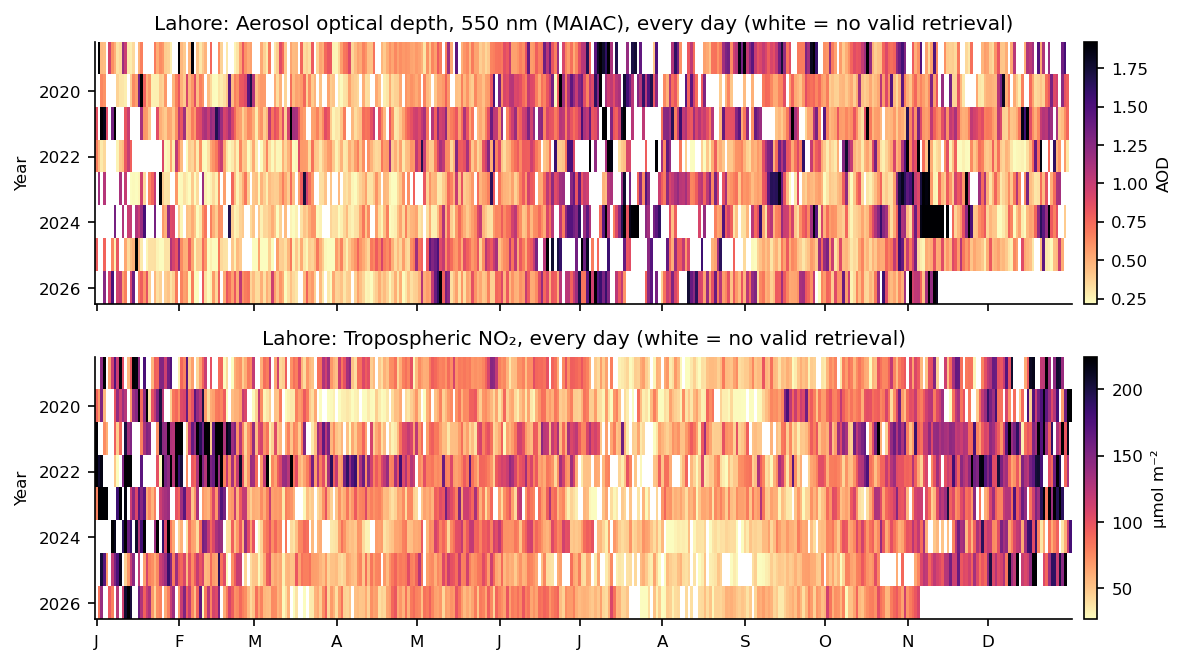 Lahore: Aerosol optical depth, 550 nm (MAIAC), every day (white = no valid retrieval)
Year
2020
2022
2024
2026
1.75
1.50
1.25
1.00
0.75
0.50
0.25
AOD
Lahore: Tropospheric NO₂, every day (white = no valid retrieval)
Year
2020
2022
2024
2026
200
150
100
50
µmol m⁻²
J F M A M J J A S O N D